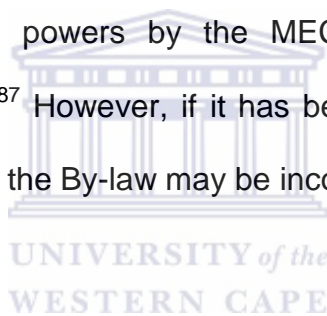 powers by the MEC
87 However, if it has be
the By-law may be inco
UNIVERSITY of the
WESTERN CAPE